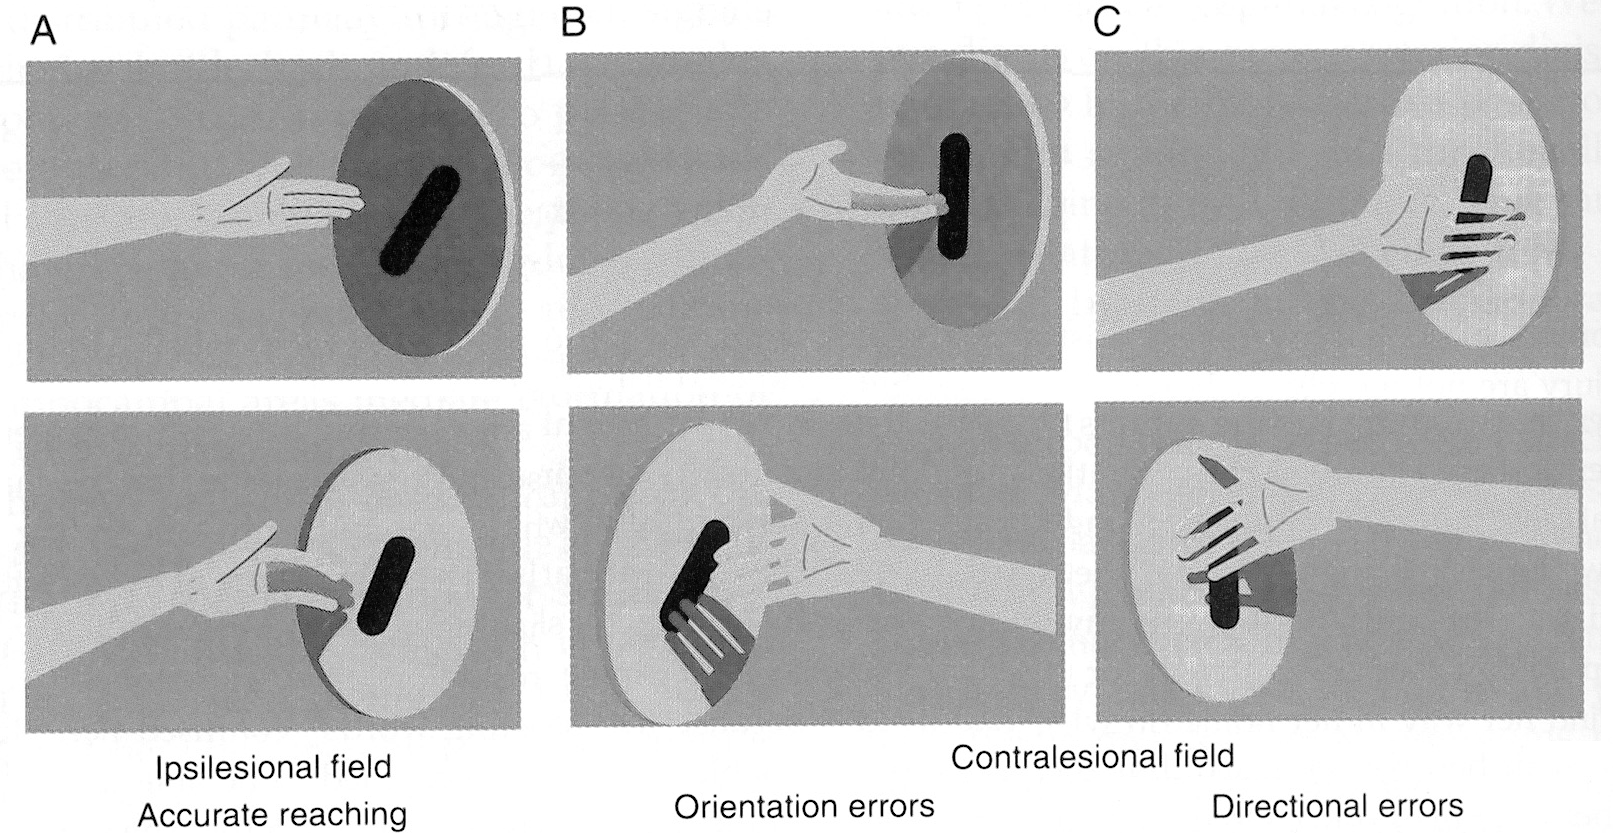 A
B
C
Ipsilesional field
Accurate reaching
Contralesional field
Orientation errors
Directional errors